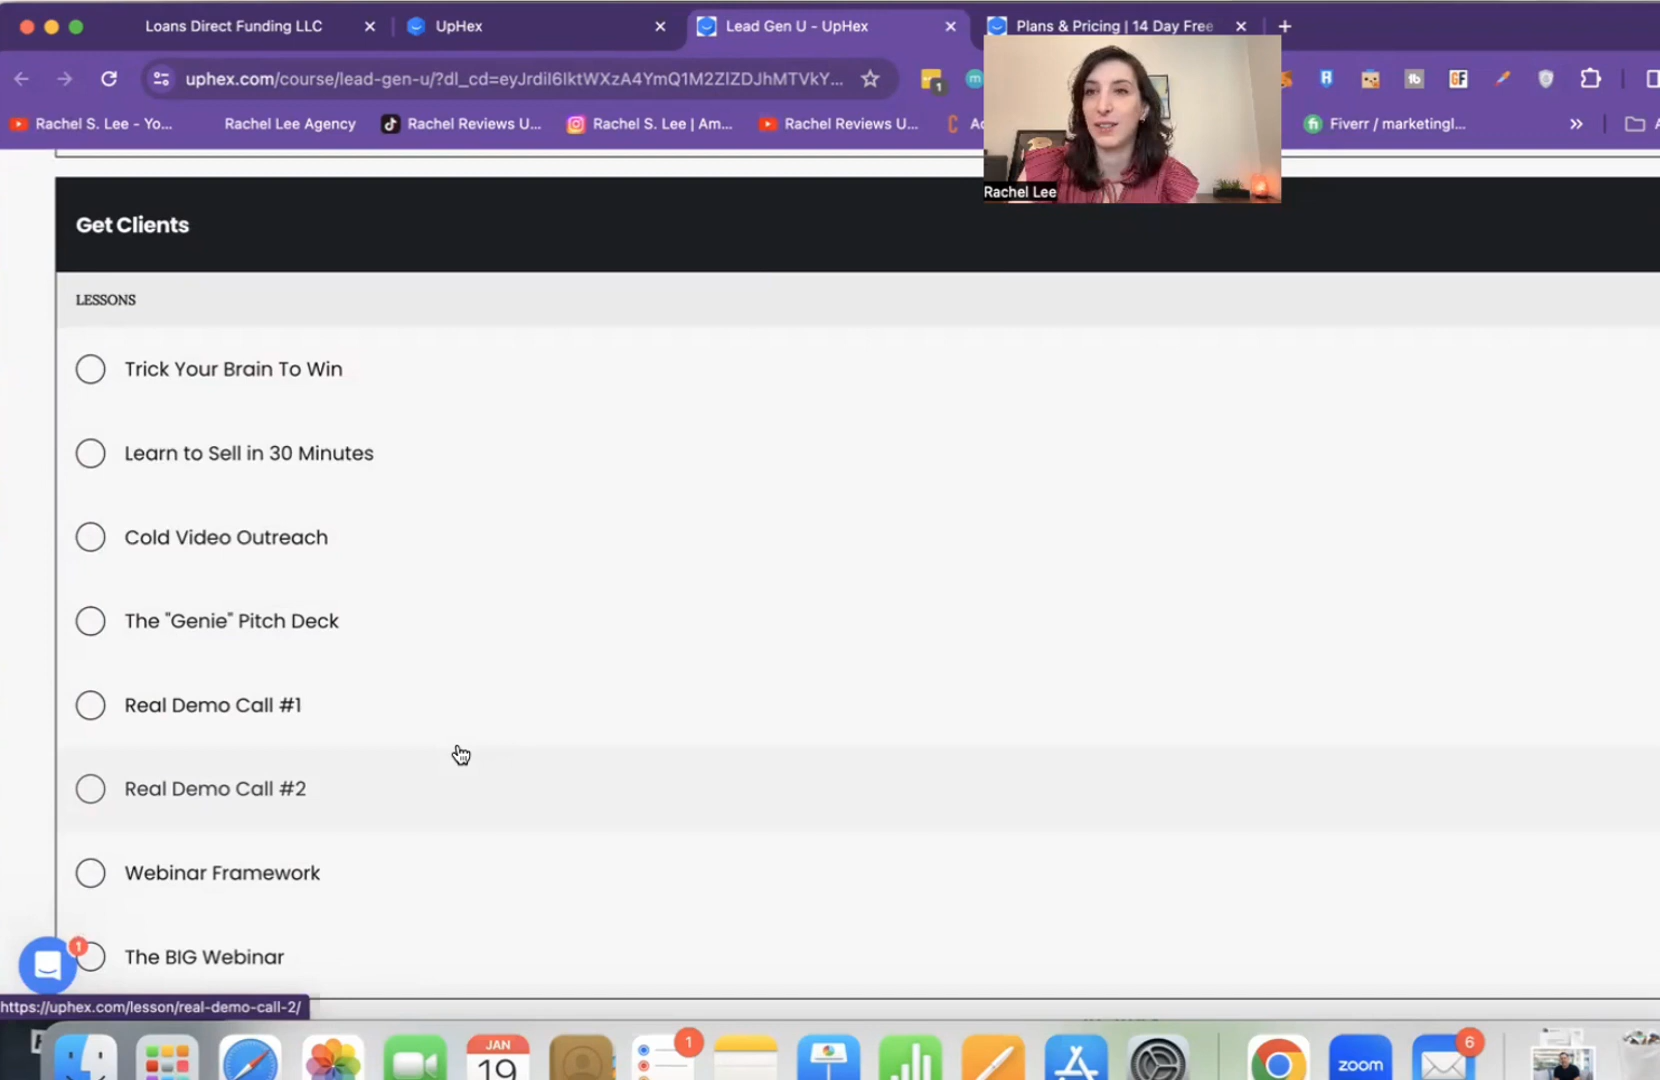 Loans Direct Funding LLC
UpHex
Lead Gen U - UpHex
Plans & Pricing | 14 Day Free
uphex.com/course/lead-gen-u/?dl_cd=eyJrdiI6IktWXzA4YmQ1M2ZlZDJhMTVkY...
1
Rachel S. Lee - Yo...
Rachel Lee Agency
Rachel Reviews U...
Rachel S. Lee | Am...
Rachel Reviews U...
Fiverr / marketingl...
Rachel Lee
Get Clients
LESSONS
Trick Your Brain To Win
Learn to Sell in 30 Minutes
Cold Video Outreach
The "Genie" Pitch Deck
Real Demo Call #1
Real Demo Call #2
Webinar Framework
1
The BIG Webinar
https://uphex.com/lesson/real-demo-call-2/
JAN
19
1
zoom
6